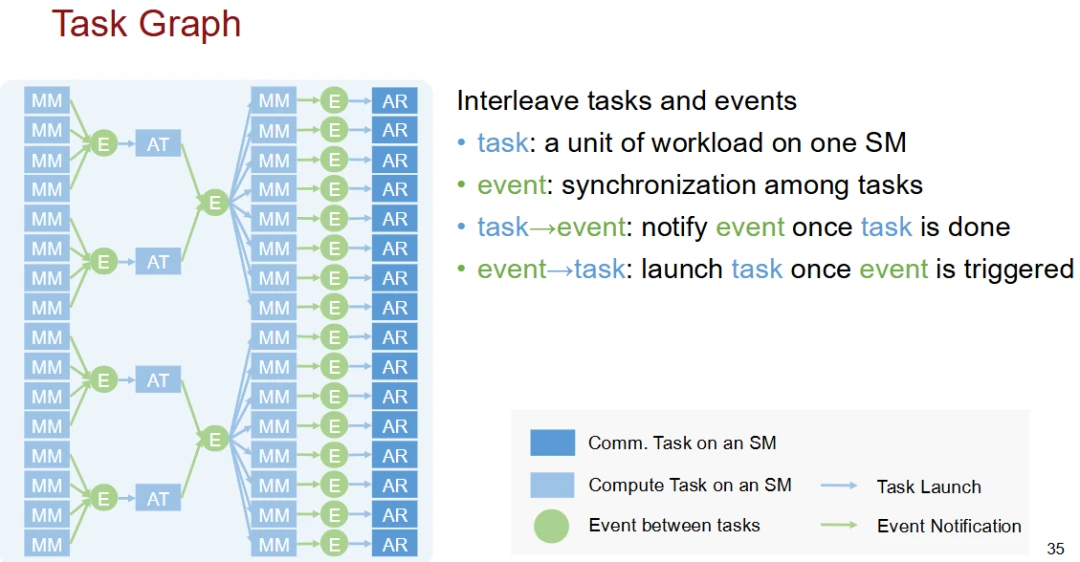 Task Graph
MM MM E AR
MM MM E AR
E AT
MM MM E AR
MM MM E AR
E
MM MM E AR
MM MM E AR
E AT
MM MM E AR
MM MM E AR
MM MM E AR
MM MM E AR
E AT
MM MM E AR
MM MM E AR
E
MM MM E AR
MM MM E AR
E AT
MM MM E AR
MM MM E AR
Interleave tasks and events
• task: a unit of workload on one SM
• event: synchronization among tasks
• task→event: notify event once task is done
• event→task: launch task once event is triggered
Comm. Task on an SM
Compute Task on an SM
Task Launch
Event between tasks
Event Notification
35